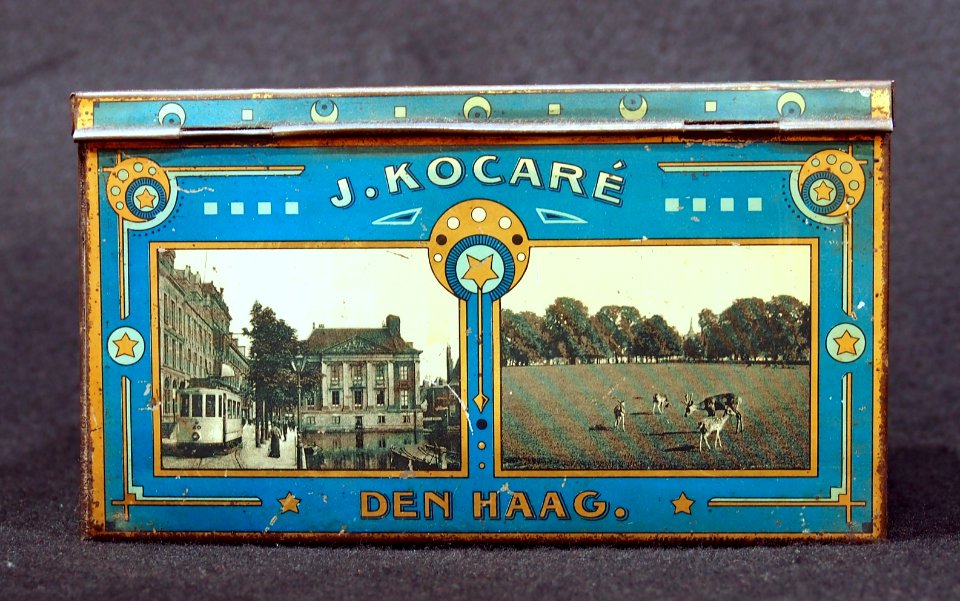 J. KOCARÉ
DEN HAAG.